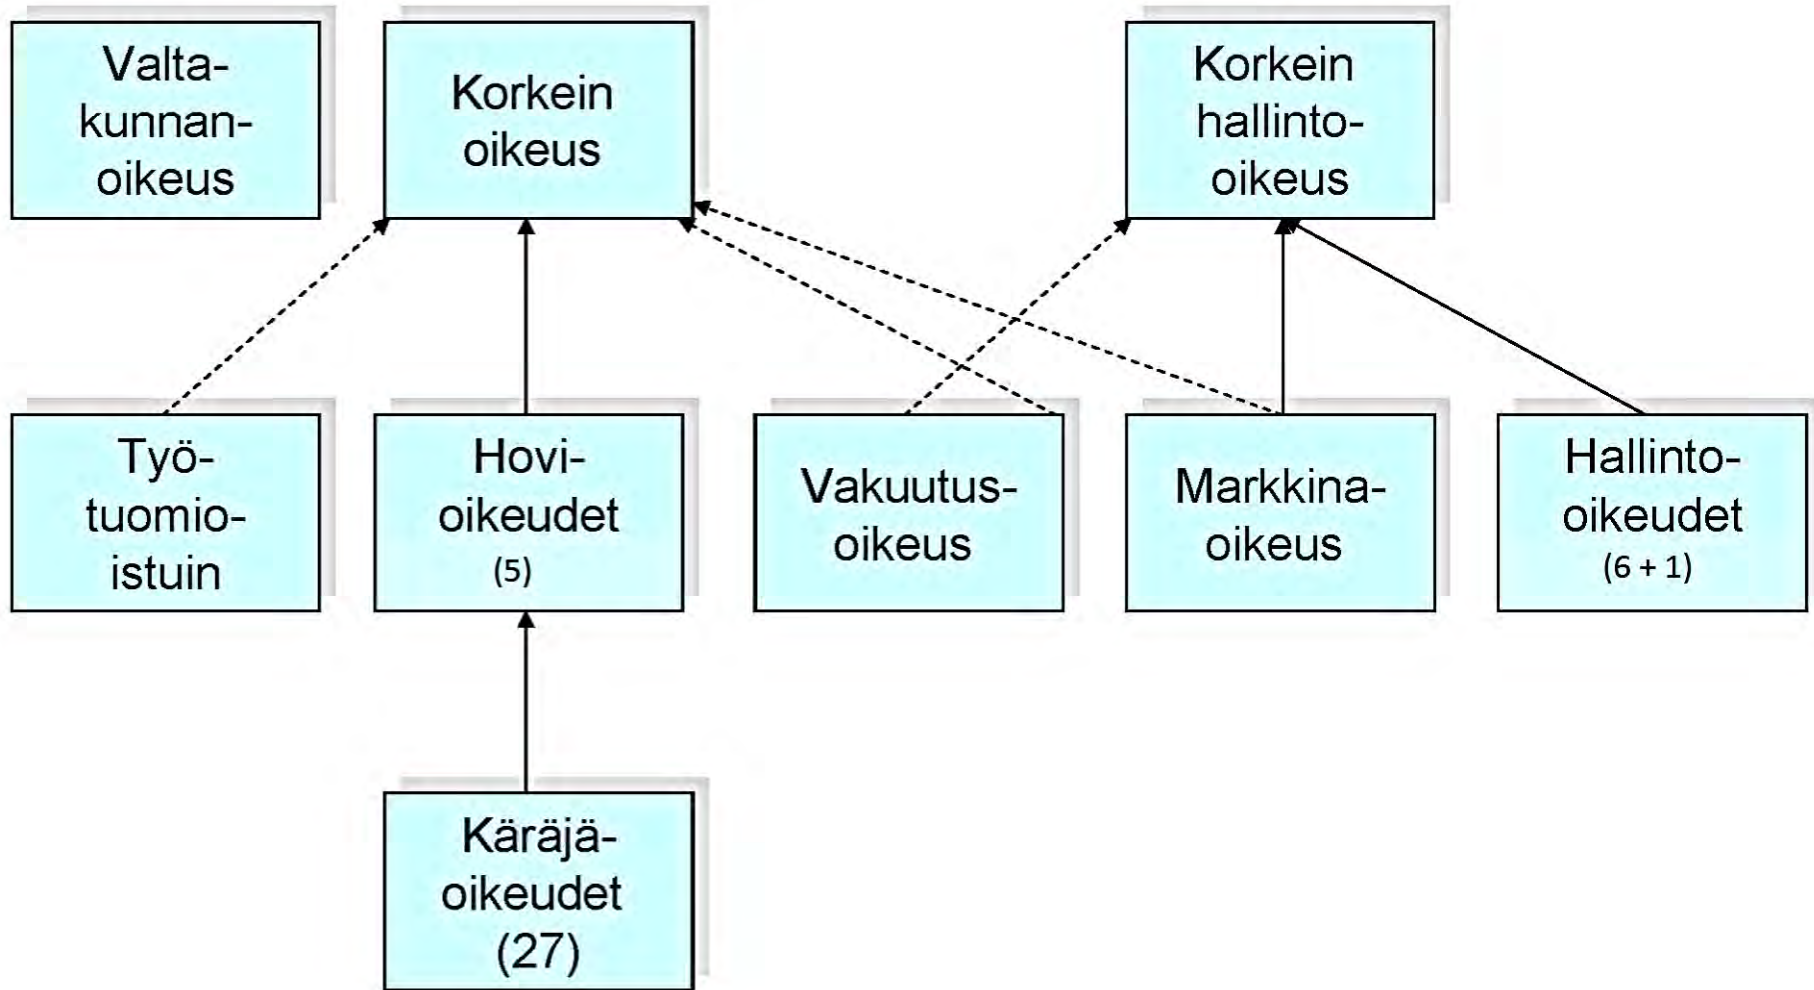 Valta-
kunnan-
oikeus
Korkein
oikeus
Korkein
hallinto-
oikeus
Työ-
tuomio-
istuin
Hovi-
oikeudet
(5)
Vakuutus-
oikeus
Markkina-
oikeus
Hallinto-
oikeudet
(6 + 1)
Käräjä-
oikeudet
(27)